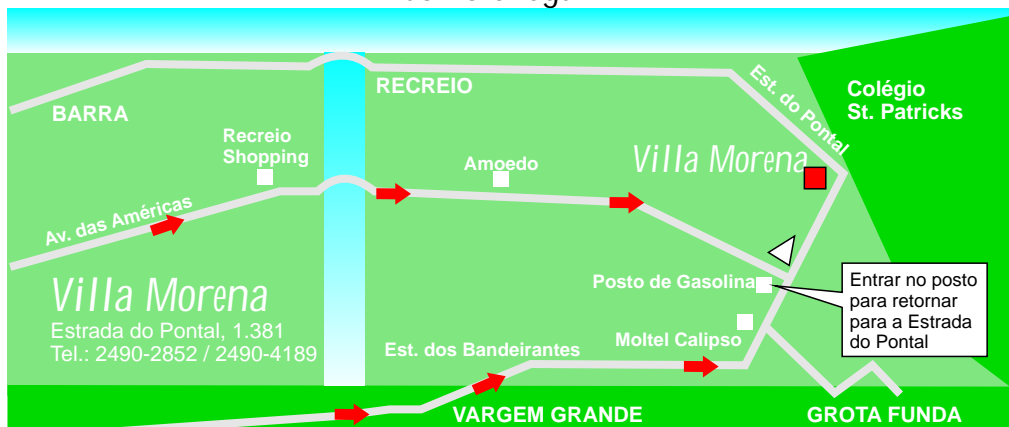 BARRA
RECREIO
Est. do Pontal
Colégio
St. Patricks
Recreio
Shopping
Amoedo
Villa Morena
Av. das Américas
Villa Morena
Estrada do Pontal, 1.381
Tel.: 2490-2852 / 2490-4189
Posto de Gasolina
Entrar no posto
para retornar
para a Estrada
do Pontal
Moltel Calipso
Est. dos Bandeirantes
VARGEM GRANDE
GROTA FUNDA